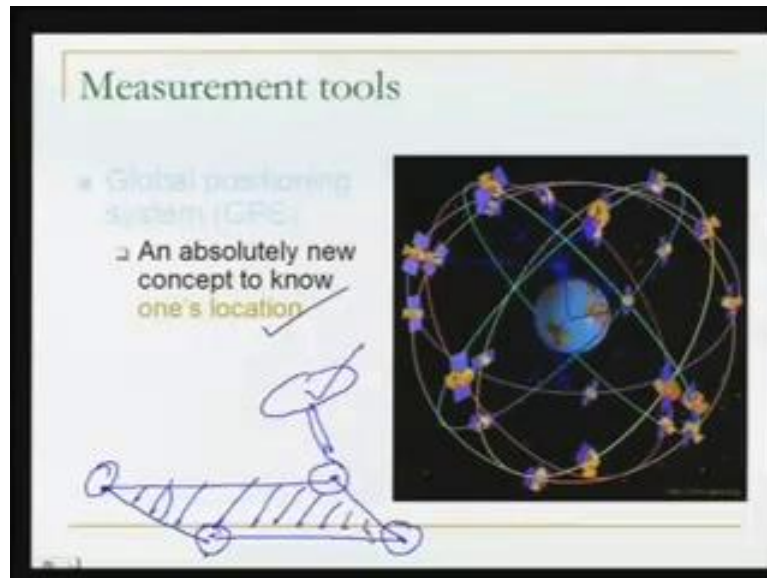 Measurement tools
Global positioning
system (GPS)
An absolutely new
concept to know
one's location